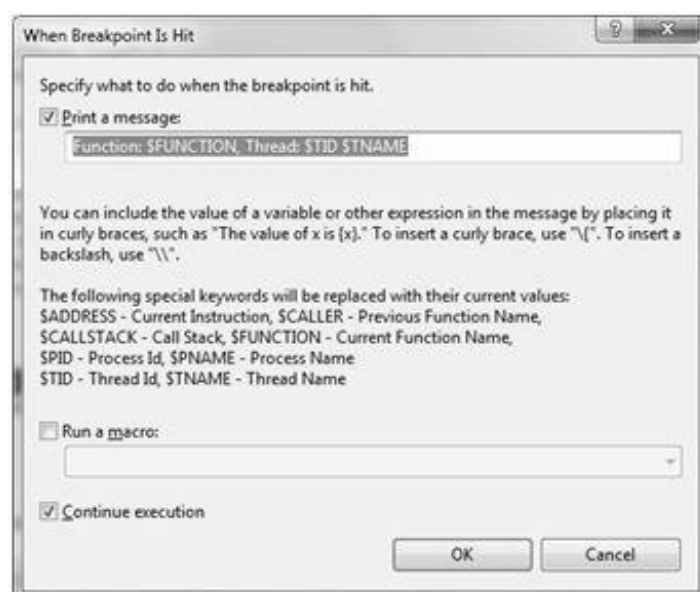 When Breakpoint Is Hit
Specify what to do when the breakpoint is hit.
Print a message:
Function: $FUNCTION, Thread: $TID $TNAME
You can include the value of a variable or other expression in the message by placing it
in curly braces, such as "The value of x is {x}." To insert a curly brace, use "\{". To insert a
backslash, use "\\".
The following special keywords will be replaced with their current values:
$ADDRESS - Current Instruction, $CALLER - Previous Function Name,
$CALLSTACK - Call Stack, $FUNCTION - Current Function Name,
$PID - Process Id, $PNAME - Process Name
$TID - Thread Id, $TNAME - Thread Name
Run a macro:
Continue execution
OK Cancel